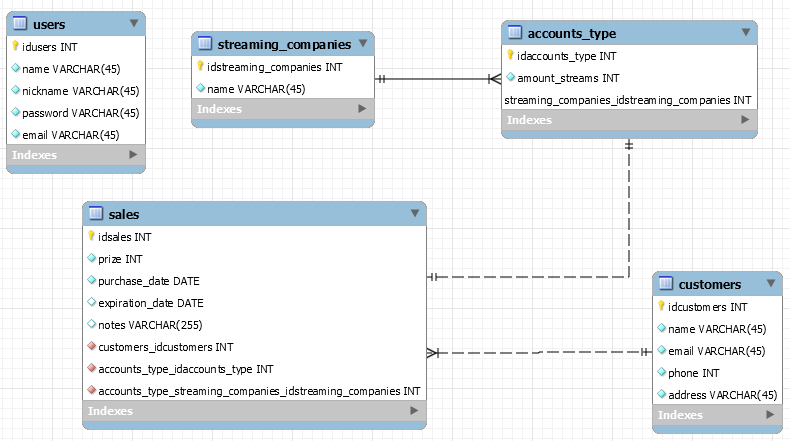 users
idusers INT
name VARCHAR(45)
nickname VARCHAR(45)
password VARCHAR(45)
email VARCHAR(45)
Indexes
streaming_companies
idstreaming_companies INT
name VARCHAR(45)
Indexes
accounts_type
idaccounts_type INT
amount_streams INT
streaming_companies_idstreaming_companies INT
Indexes
sales
idsales INT
prize INT
purchase_date DATE
expiration_date DATE
notes VARCHAR(255)
customers_idcustomers INT
accounts_type_idaccounts_type INT
accounts_type_streaming_companies_idstreaming_companies INT
Indexes
customers
idcustomers INT
name VARCHAR(45)
email VARCHAR(45)
phone INT
address VARCHAR(45)
Indexes